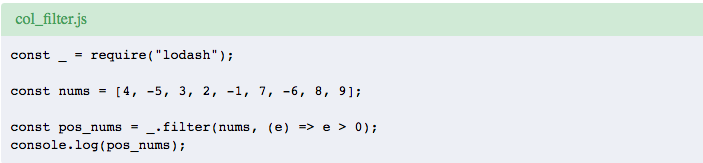 col_filter.js
const _ = require("lodash");
const nums = [4, -5, 3, 2, -1, 7, -6, 8, 9];
const pos_nums = _.filter(nums, (e) => e > 0);
console.log(pos_nums);